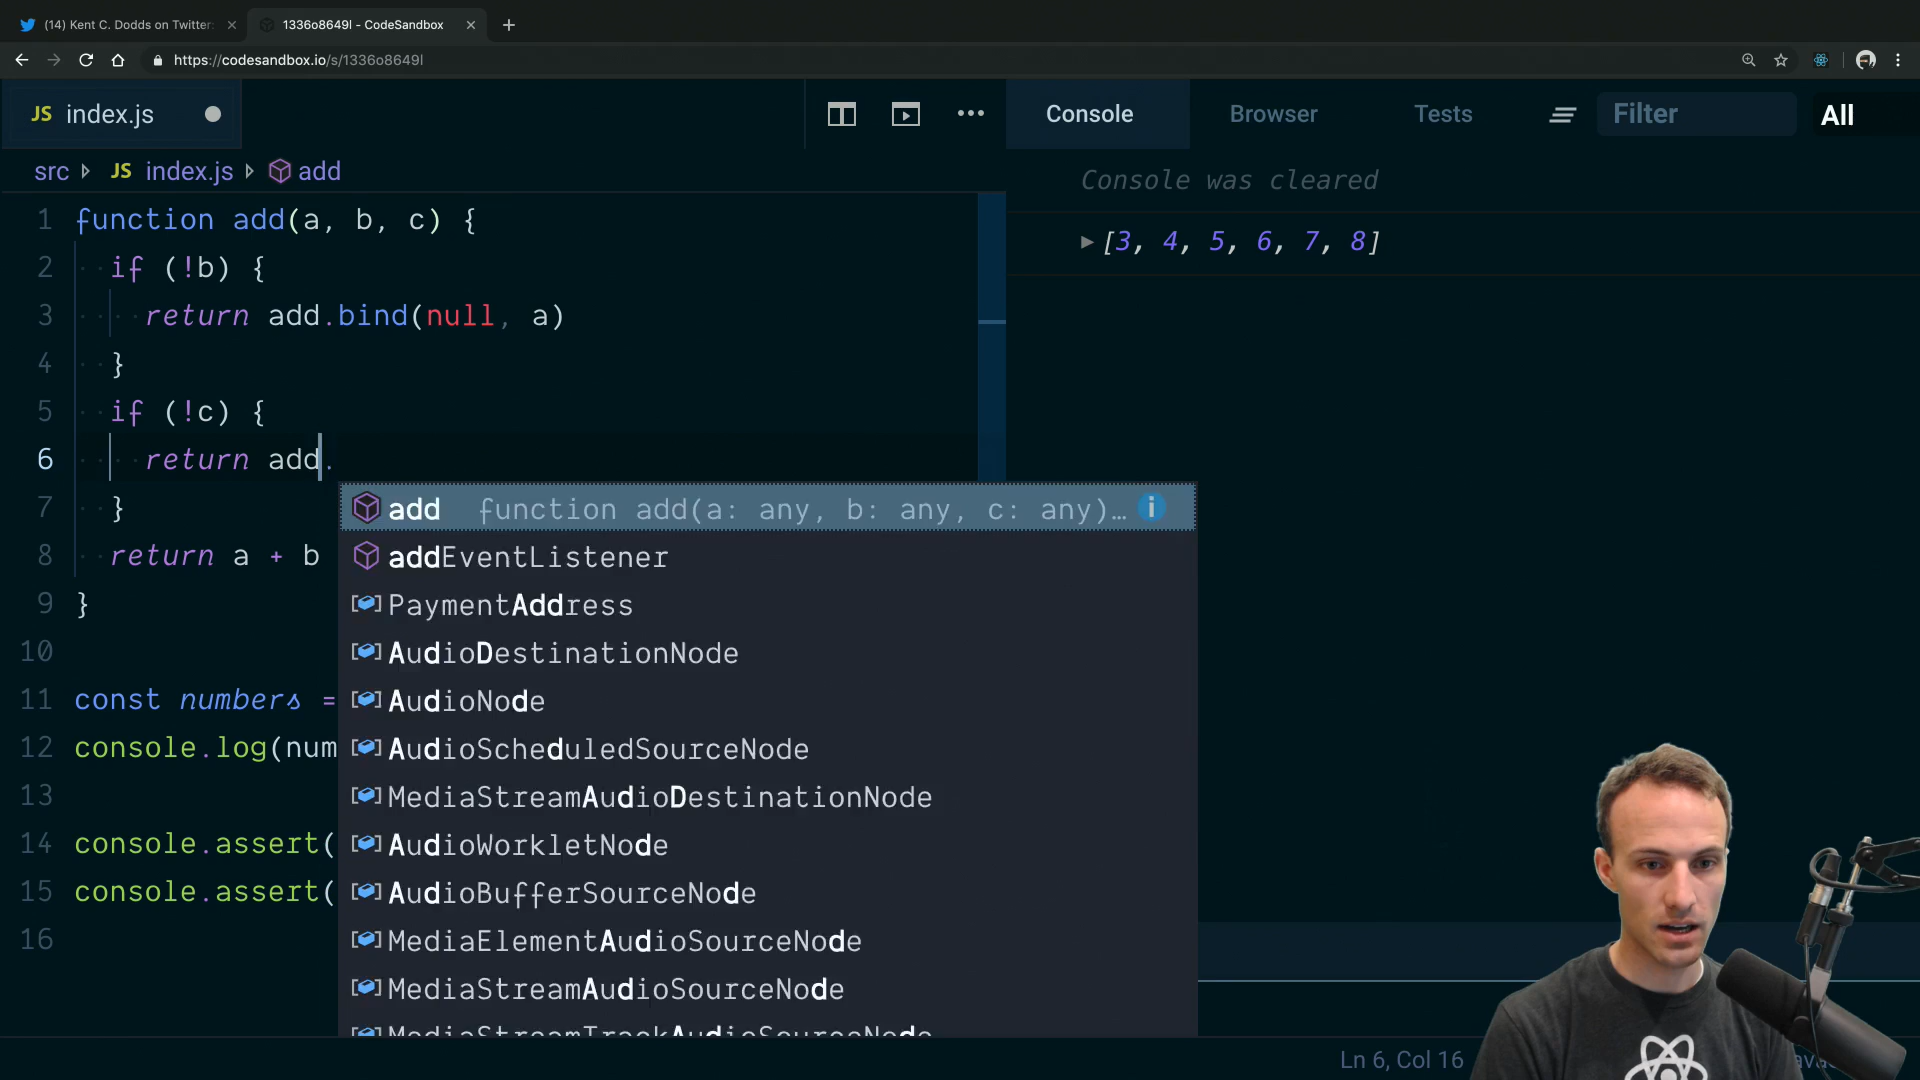 (14) Kent C. Dodds on Twitter:
1336o8649l - CodeSandbox
https://codesandbox.io/s/1336o8649l
JS index.js
Console
Browser
Tests
Filter
All
src JS index.js add
Console was cleared
[3, 4, 5, 6, 7, 8]
1 function add(a, b, c) {
2 if (!b) {
3 return add.bind(null, a)
4 }
5 if (!c) {
6 return add.
7 }
8 return a + b
9 }
10
11 const numbers =
12 console.log(num
13
14 console.assert(
15 console.assert(
16
add function add(a: any, b: any, c: any)…
addEventListener
PaymentAddress
AudioDestinationNode
AudioNode
AudioScheduledSourceNode
MediaStreamAudioDestinationNode
AudioWorkletNode
AudioBufferSourceNode
MediaElementAudioSourceNode
MediaStreamAudioSourceNode
MediaStreamTrackAudioSourceNode
Ln 6, Col 16